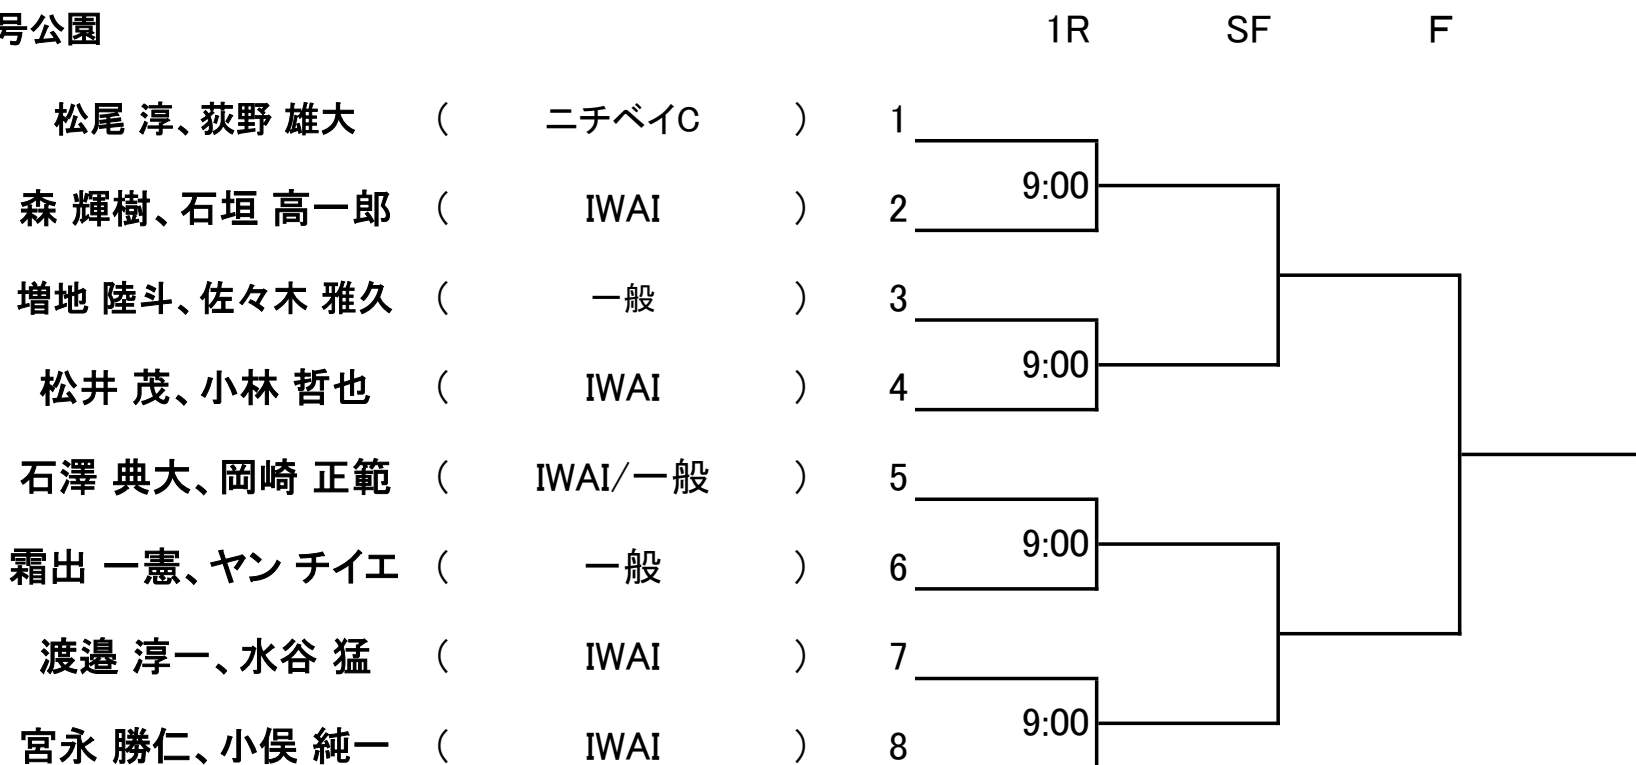 号公園 1R SF F
松尾 淳、荻野 雄大 ( ニチベイC ) 1
9:00
森 輝樹、石垣 高一郎 ( IWAI ) 2
増地 陸斗、佐々木 雅久 ( 一般 ) 3
9:00
松井 茂、小林 哲也 ( IWAI ) 4
石澤 典大、岡崎 正範 ( IWAI/一般 ) 5
9:00
霜出 一憲、ヤン チイエ ( 一般 ) 6
渡邉 淳一、水谷 猛 ( IWAI ) 7
9:00
宮永 勝仁、小俣 純一 ( IWAI ) 8